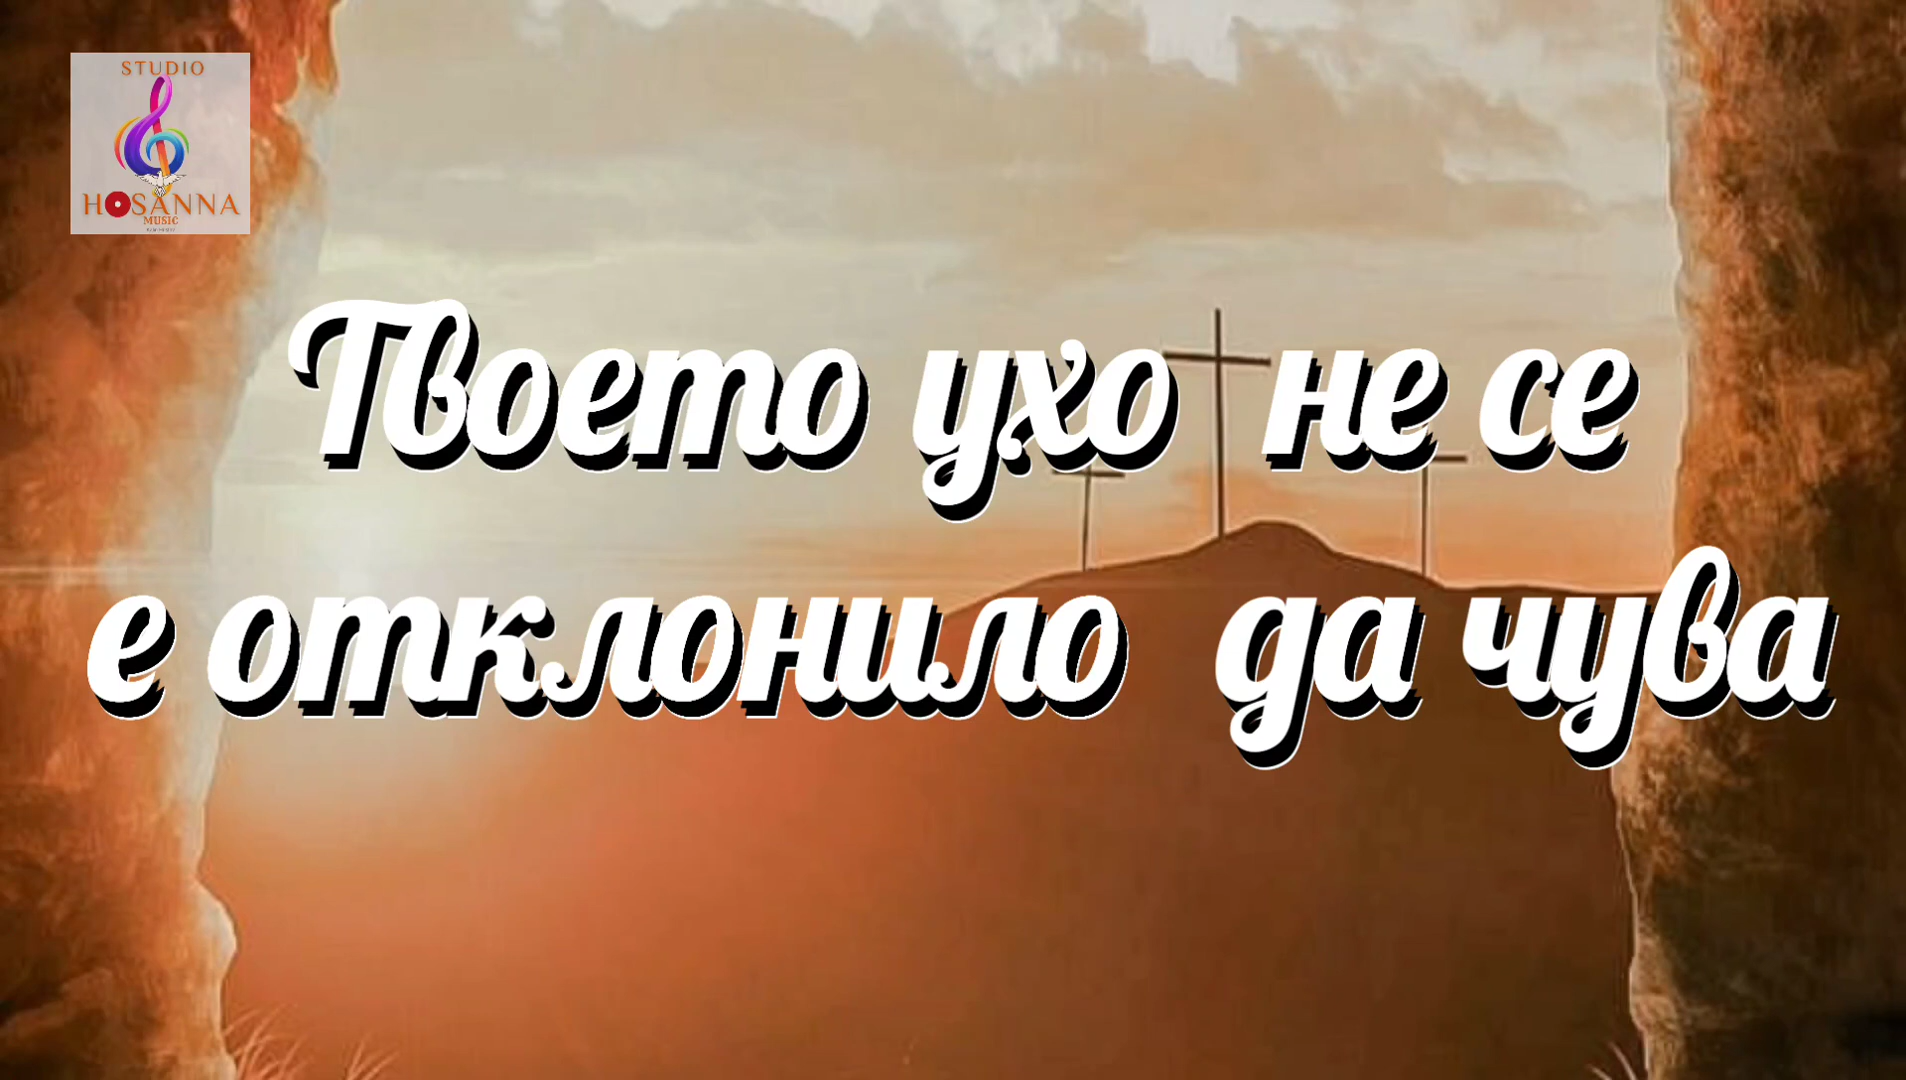 STUDIO
HOSANNA
MUSIC
Твоето ухо не се
е отклонило да чува